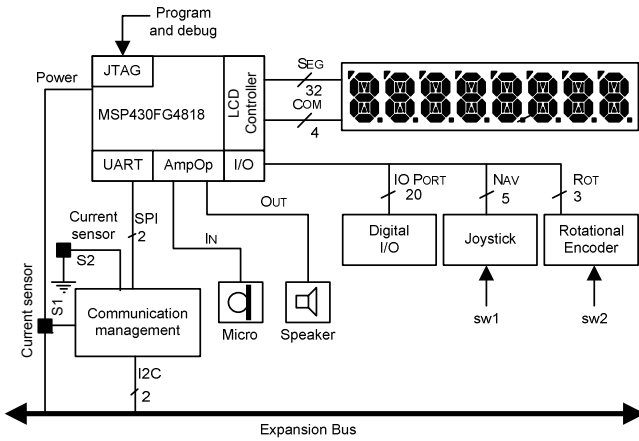 Program
and debug
JTAG
Power
MSP430FG4818
LCD
Controller
SEG
32
COM
4
UART
AmpOp
I/O
IO PORT
20
NAV
5
ROT
3
Digital
I/O
Joystick
Rotational
Encoder
sw1
sw2
OUT
IN
SPI
2
Current
sensor
S2
S1
Current sensor
Communication
management
Micro
Speaker
I2C
2
Expansion Bus